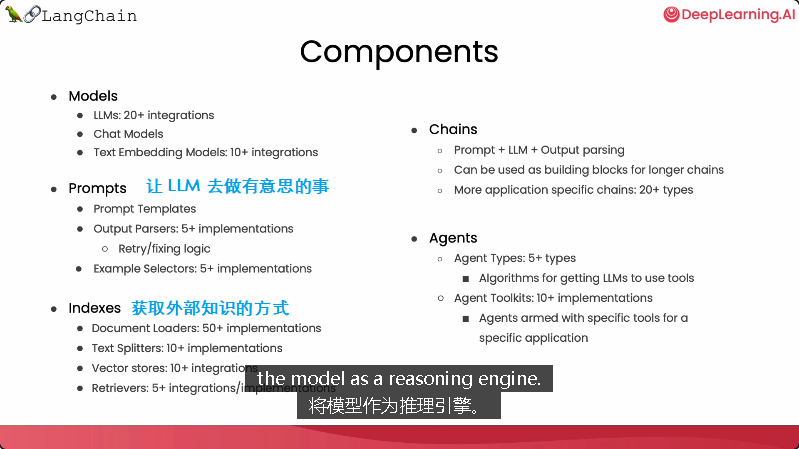 LangChain
DeepLearning.AI
Components
Models
LLMs: 20+ integrations
Chat Models
Text Embedding Models: 10+ integrations
Prompts 让 LLM 去做有意思的事
Prompt Templates
Output Parsers: 5+ implementations
Retry/fixing logic
Example Selectors: 5+ implementations
Indexes 获取外部知识的方式
Document Loaders: 50+ implementations
Text Splitters: 10+ implementations
Vector stores: 10+ integrations
Retrievers: 5+ integrations/implementations
Chains
Prompt + LLM + Output parsing
Can be used as building blocks for longer chains
More application specific chains: 20+ types
Agents
Agent Types: 5+ types
Algorithms for getting LLMs to use tools
Agent Toolkits: 10+ implementations
Agents armed with specific tools for a
specific application
the model as a reasoning engine.
将模型作为推理引擎。